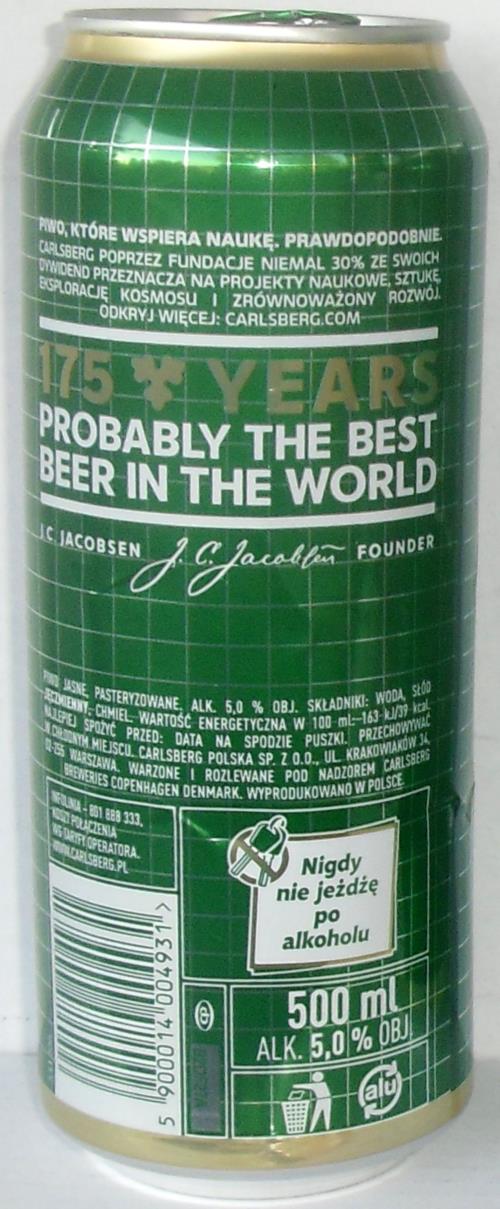 PIWO, KTÓRE WSPIERA NAUKĘ. PRAWDOPODOBNIE.
CARLSBERG POPRZEZ FUNDACJE NIEMAL 30% ZE SWOICH
DYWIDEND PRZEZNACZA NA PROJEKTY NAUKOWE, SZTUKĘ,
EKSPLORACJĘ KOSMOSU I ZRÓWNOWAŻONY ROZWÓJ.
ODKRYJ WIĘCEJ: CARLSBERG.COM
175 YEARS
PROBABLY THE BEST
BEER IN THE WORLD
J.C. JACOBSEN J. C. Jacobsen FOUNDER
PIWO JASNE, PASTERYZOWANE, ALK. 5,0 % OBJ. SKŁADNIKI: WODA, SŁÓD
JĘCZMIENNY, CHMIEL. WARTOŚĆ ENERGETYCZNA W 100 ml: 163 kJ/39 kcal.
NAJLEPIEJ SPOŻYĆ PRZED: DATA NA SPODZIE PUSZKI. PRZECHOWYWAĆ
W CHŁODNYM MIEJSCU. CARLSBERG POLSKA SP. Z O.O., UL. KRAKOWIAKÓW 34,
02-255 WARSZAWA. WARZONE I ROZLEWANE POD NADZOREM CARLSBERG
BREWERIES COPENHAGEN DENMARK. WYPRODUKOWANO W POLSCE.
INFOLINIA - 801 888 333,
KOSZT POŁĄCZENIA
WG TARYFY OPERATORA.
WWW.CARLSBERG.PL
Nigdy
nie jeżdżę
po
alkoholu
5 900014 004931 >
500 ml
ALK. 5,0 % OBJ.
alu